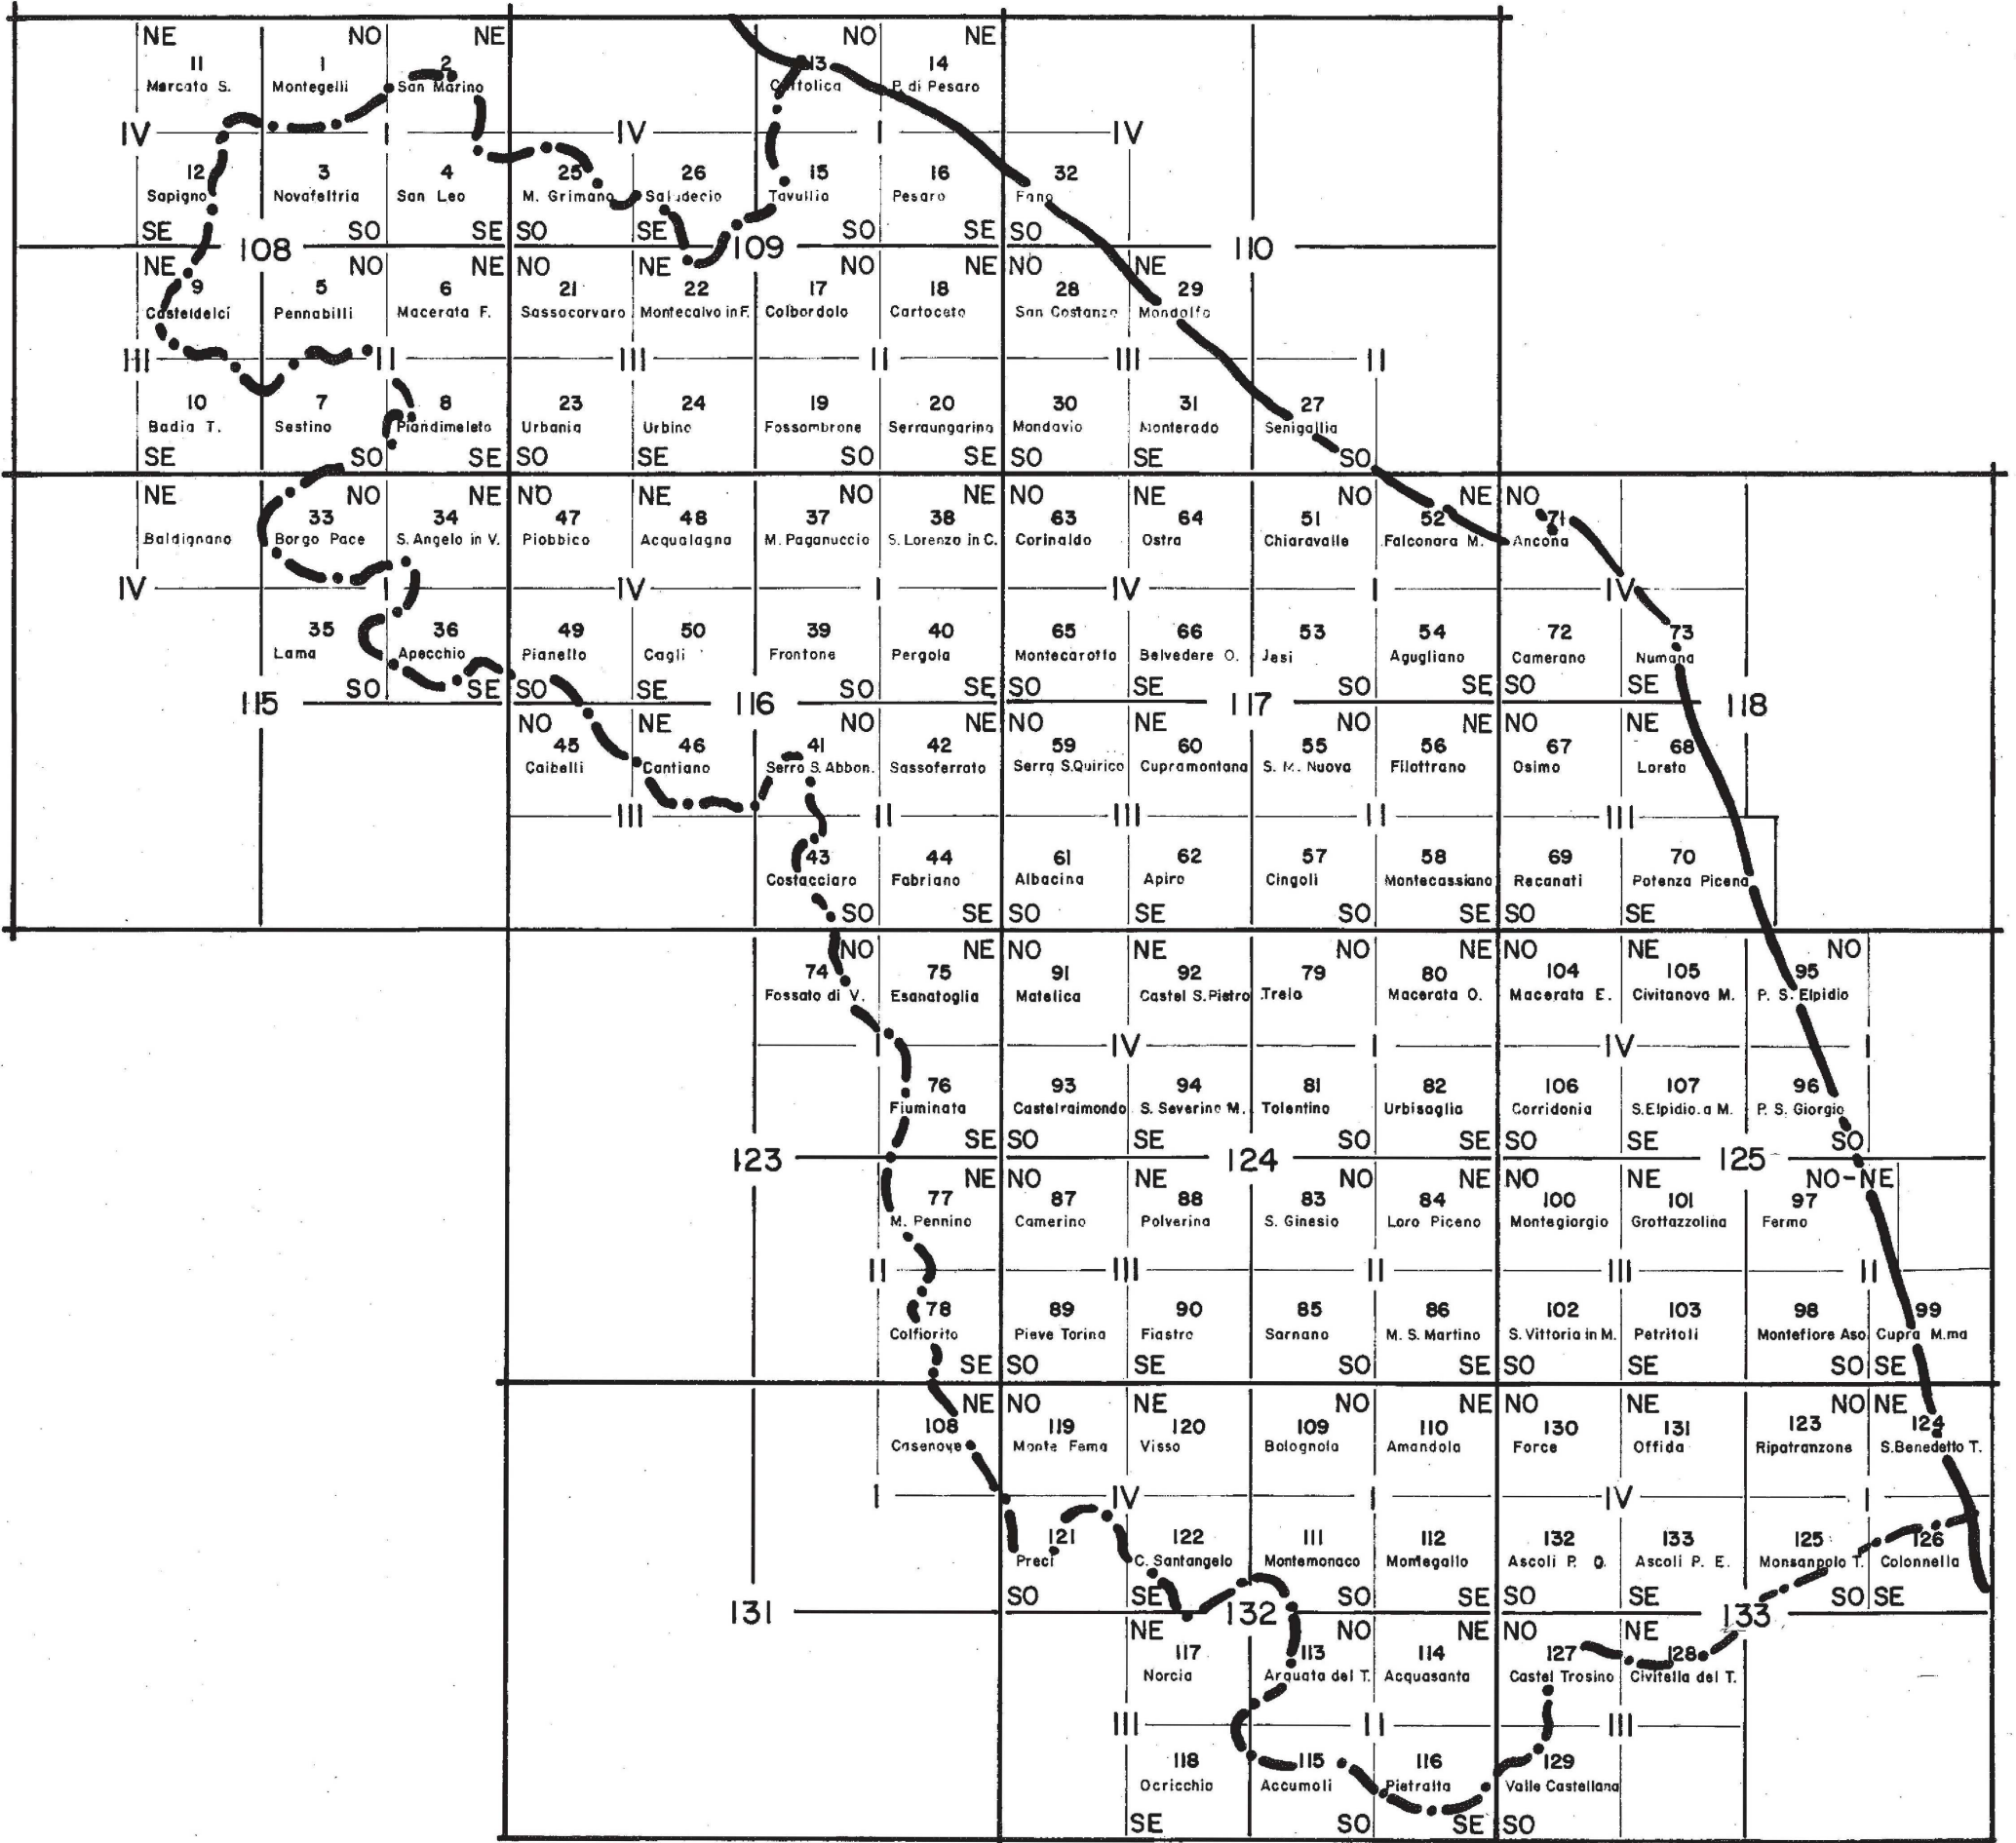 NE NO NE NO NE
11 1 2 13 14
Mercato S. Montegelli San Marino Cattolica P. di Pesaro
IV I IV I IV
12 3 4 25 26 15 16 32
Sapigno Novafeltria San Leo M. Grimano Saludecio Tavullia Pesaro Fano
SE SO SE SO SE SO SE SO
108 109 110
NE NO NE NO NE NO NE NO NE
9 5 6 21 22 17 18 28 29
Casteldelci Pennabilli Macerata F. Sassocorvaro Montecalvo in F. Colbordolo Cartoceto San Costanzo Mondolfo
III II III II III II
10 7 8 23 24 19 20 30 31 27
Badia T. Sestino Piandimeleto Urbania Urbino Fossombrone Serraungarina Mondavio Monterado Senigallia
SE SO SE SO SE SO SE SO SE SO
NE NO NE NO NE NO NE NO NE NO NE NO
33 34 47 48 37 38 63 64 51 52 71
Baldignano Borgo Pace S. Angelo in V. Piobbico Acqualagna M. Paganuccio S. Lorenzo in C. Corinaldo Ostra Chiaravalle Falconara M. Ancona
IV I IV I IV I IV
35 36 49 50 39 40 65 66 53 54 72 73
Lama Apecchio Pianello Cagli Frontone Pergola Montecarotto Belvedere O. Jesi Agugliano Camerano Numana
SO SE SO SE SO SE SO SE SO SE SO SE
115 116 117 118
NO NE NO NE NO NE NO NE NO NE
45 46 41 42 59 60 55 56 67 68
Caibelli Cantiano Serra S. Abbon. Sassoferrato Serra S.Quirico Cupramontana S. M. Nuova Filottrano Osimo Loreto
III II III II III
43 44 61 62 57 58 69 70
Costacciaro Fabriano Albacina Apiro Cingoli Montecassiano Recanati Potenza Picena
SO SE SO SE SO SE SO SE
NO NE NO NE NO NE NO NE NO
74 75 91 92 79 80 104 105 95
Fossato di V. Esanatoglia Matelica Castel S.Pietro Treia Macerata O. Macerata E. Civitanova M. P. S. Elpidio
I IV I IV I
76 93 94 81 82 106 107 96
Fiuminata Castelraimondo S. Severino M. Tolentino Urbisaglia Corridonia S.Elpidio.a M. P. S. Giorgio
SE SO SE SO SE SO SE SO
123 124 125
NE NO NE NO NE NO NE NO-NE
77 87 88 83 84 100 101 97
M. Pennino Camerino Polverina S. Ginesio Loro Piceno Montegiorgio Grottazzolina Fermo
II III II III II
78 89 90 85 86 102 103 98 99
Colfiorito Pieve Torina Fiastra Sarnano M. S. Martino S. Vittoria in M. Petritoli Montefiore Aso Cupra M.ma
SE SO SE SO SE SO SE SO SE
NE NO NE NO NE NO NE NO NE
108 119 120 109 110 130 131 123 124
Casenove Monte Fema Visso Bolognola Amandola Force Offida Ripatranzone S.Benedetto T.
I IV I IV I
121 122 111 112 132 133 125 126
Preci C. Santangelo Montemonaco Montegallo Ascoli P. O. Ascoli P. E. Monsanpolo T. Colonnella
SO SE SO SE SO SE SO SE
131 132 133
NE NO NE NO NE
117 113 114 127 128
Norcia Arquata del T. Acquasanta Castel Trosino Civitella del T.
III II III
118 115 116 129
Ocricchio Accumoli Pietralta Valle Castellana
SE SO SE SO